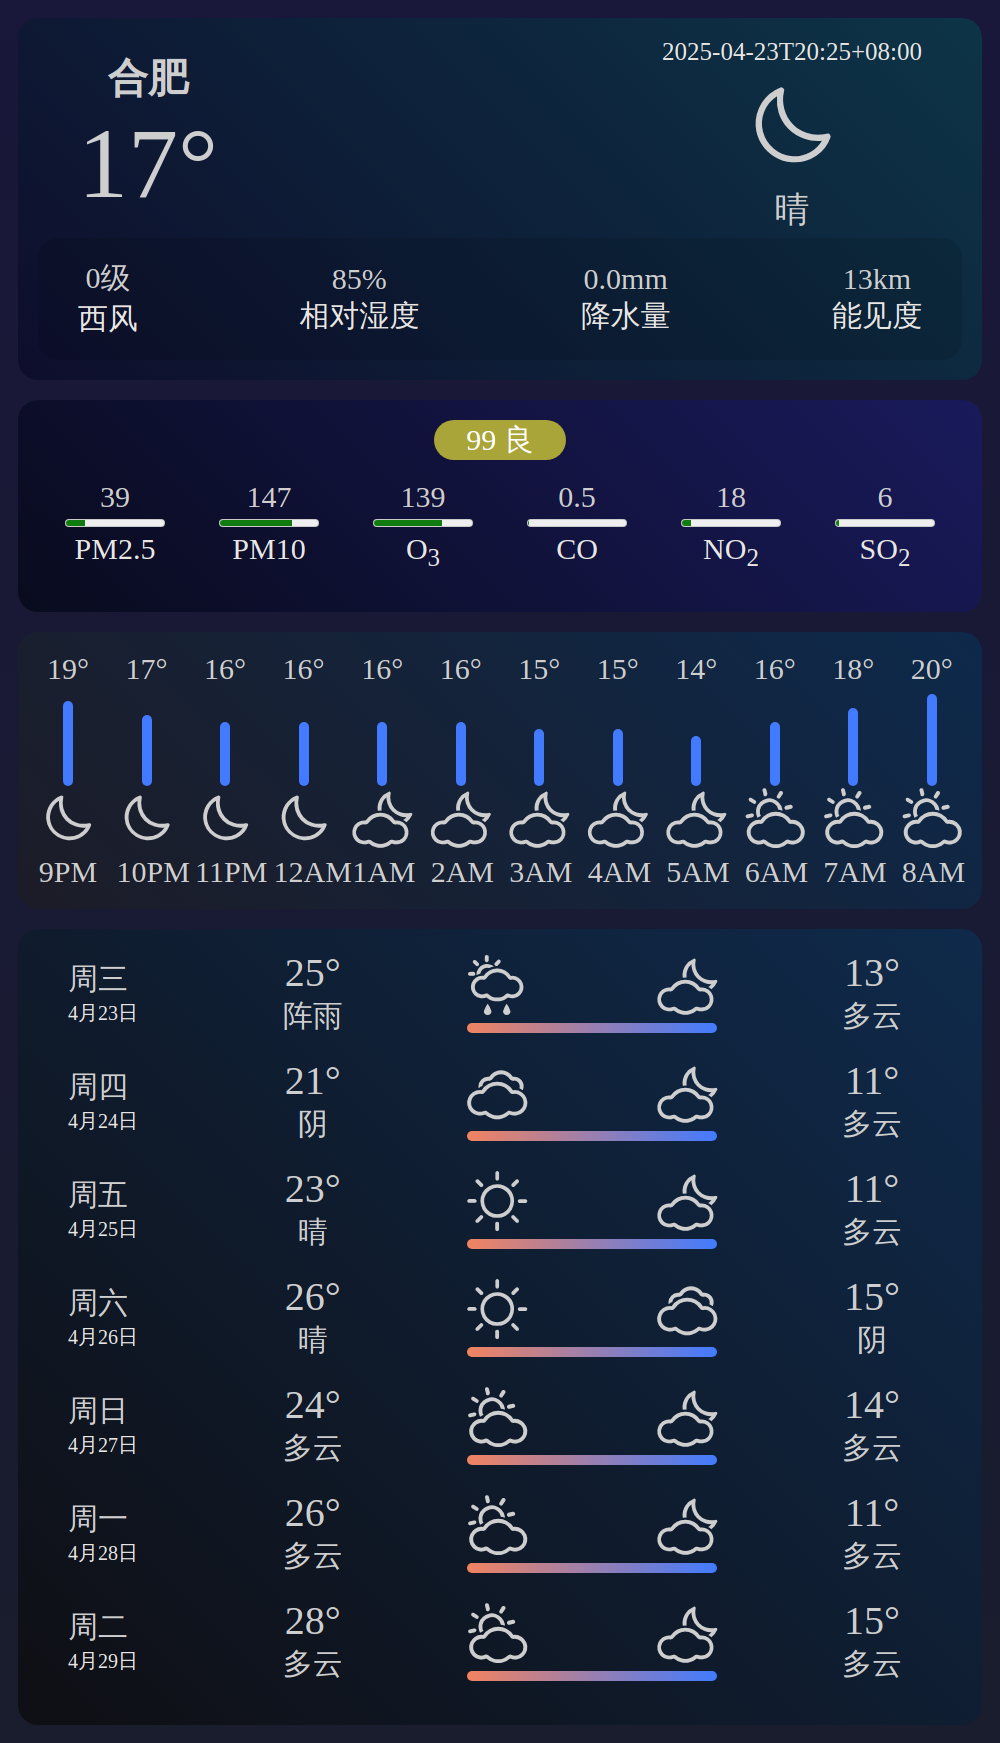 合肥
17°
2025-04-23T20:25+08:00
晴
0级 85% 0.0mm 13km
西风 相对湿度 降水量 能见度
99 良
39 147 139 0.5 18 6
PM2.5 PM10 O3 CO NO2 SO2
19° 17° 16° 16° 16° 16° 15° 15° 14° 16° 18° 20°
9PM 10PM 11PM 12AM 1AM 2AM 3AM 4AM 5AM 6AM 7AM 8AM
周三 25° 13°
4月23日 阵雨 多云
周四 21° 11°
4月24日 阴 多云
周五 23° 11°
4月25日 晴 多云
周六 26° 15°
4月26日 晴 阴
周日 24° 14°
4月27日 多云 多云
周一 26° 11°
4月28日 多云 多云
周二 28° 15°
4月29日 多云 多云